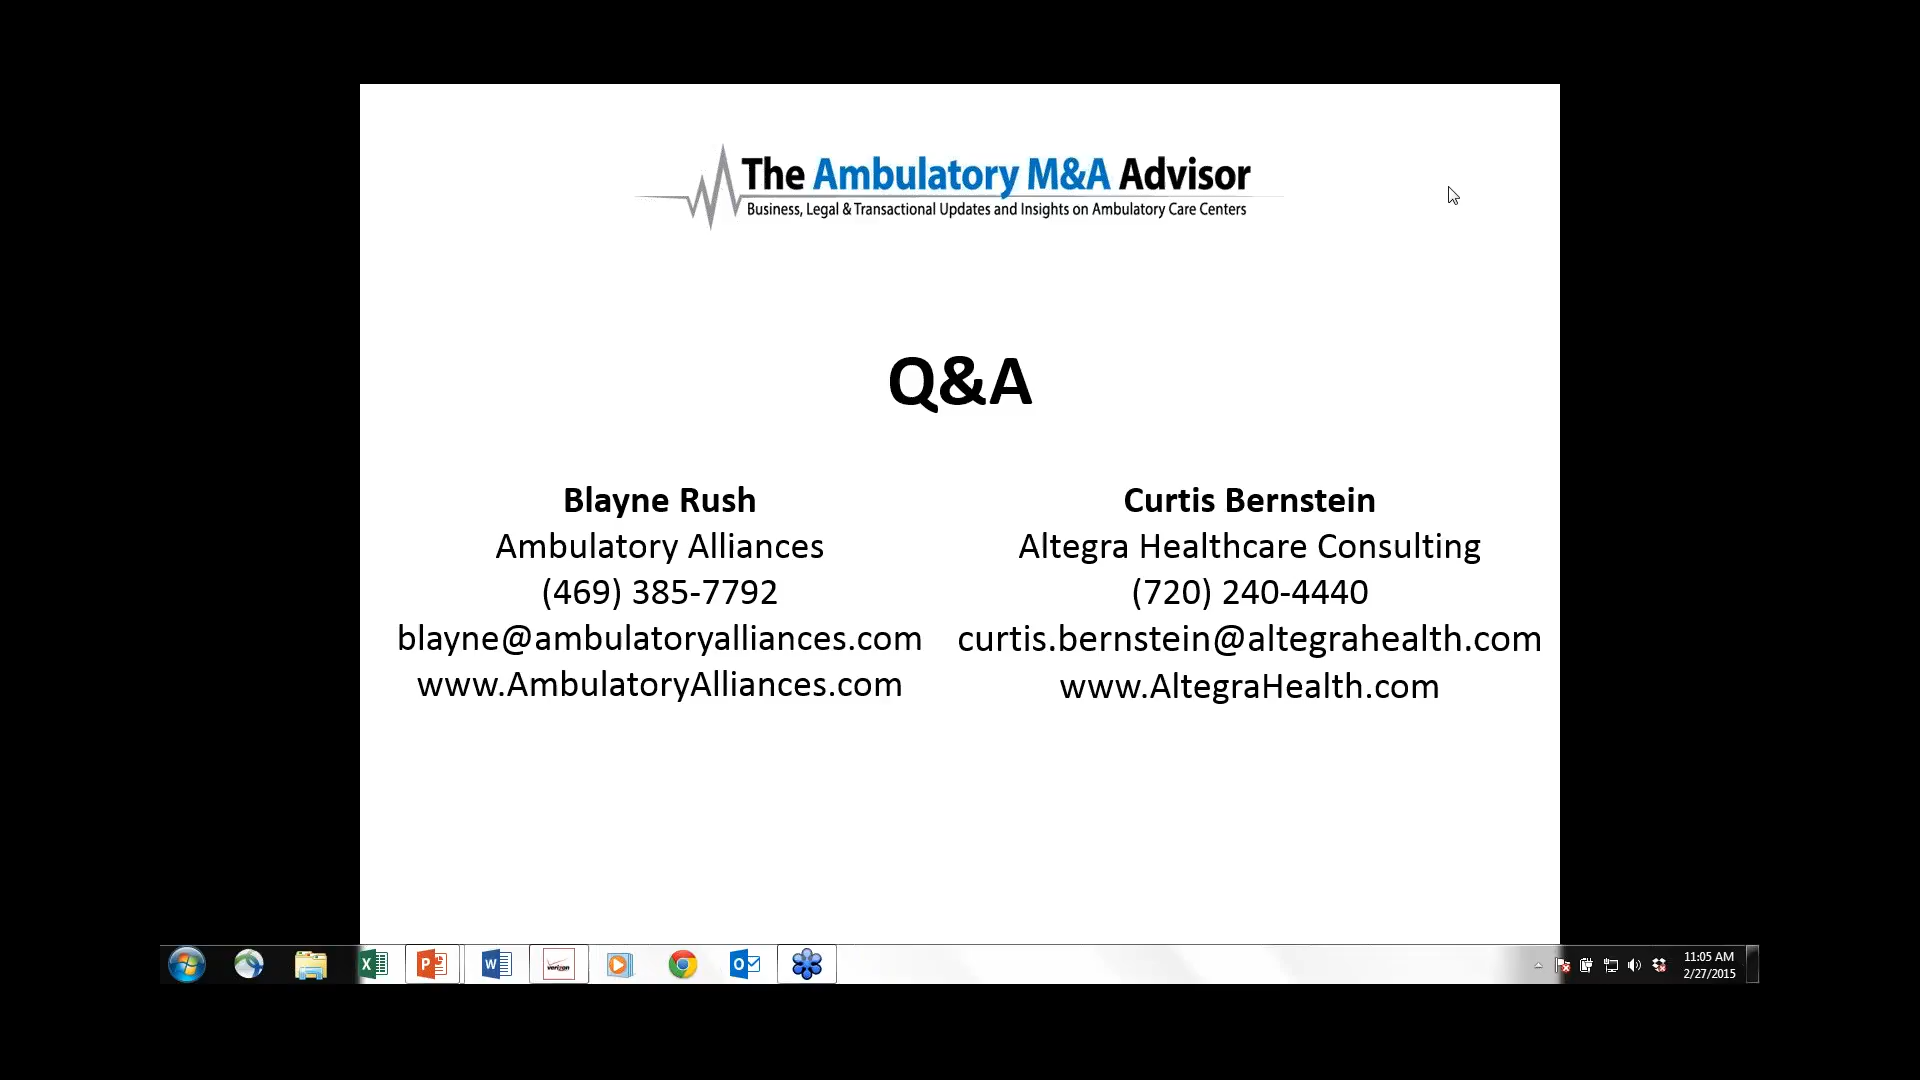 The Ambulatory M&A Advisor
Business, Legal & Transactional Updates and Insights on Ambulatory Care Centers
Q&A
Blayne Rush
Ambulatory Alliances
(469) 385-7792
blayne@ambulatoryalliances.com
www.AmbulatoryAlliances.com
Curtis Bernstein
Altegra Healthcare Consulting
(720) 240-4440
curtis.bernstein@altegrahealth.com
www.AltegraHealth.com
verizon
11:05 AM
2/27/2015